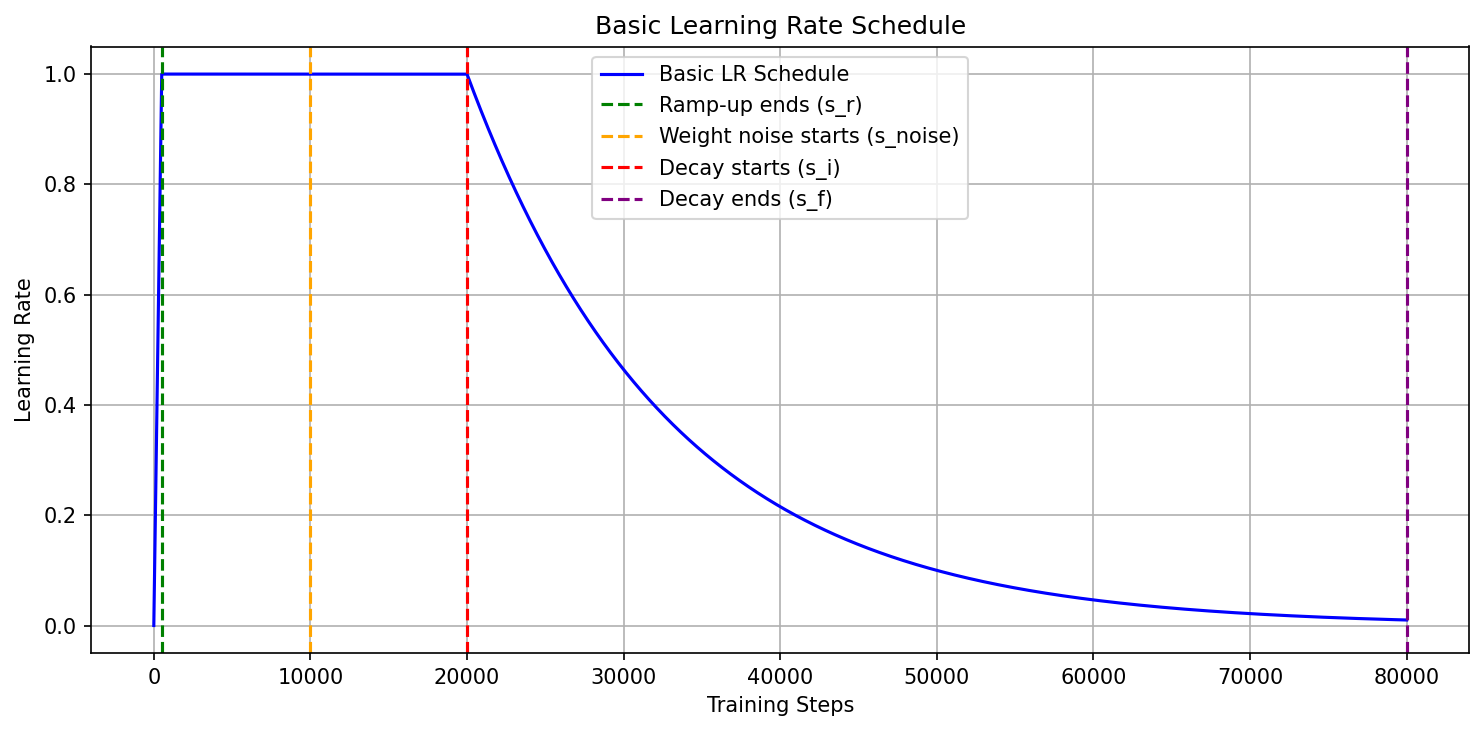 Basic Learning Rate Schedule
Basic LR Schedule
Ramp-up ends (s_r)
Weight noise starts (s_noise)
Decay starts (s_i)
Decay ends (s_f)
Learning Rate
1.0
0.8
0.6
0.4
0.2
0.0
0 10000 20000 30000 40000 50000 60000 70000 80000
Training Steps